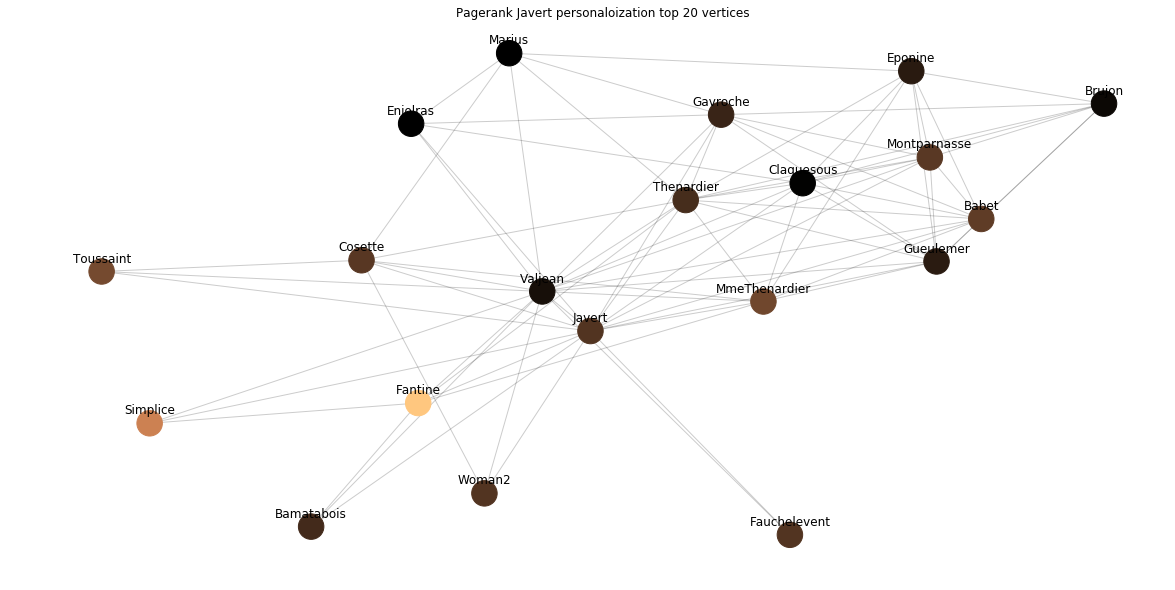 Pagerank Javert personaloization top 20 vertices
Marius
Eponine
Brujon
Gavroche
Enjolras
Montparnasse
Claquesous
Thenardier
Babet
Cosette
Gueulemer
Toussaint
Valjean
MmeThenardier
Javert
Fantine
Simplice
Woman2
Bamatabois
Fauchelevent